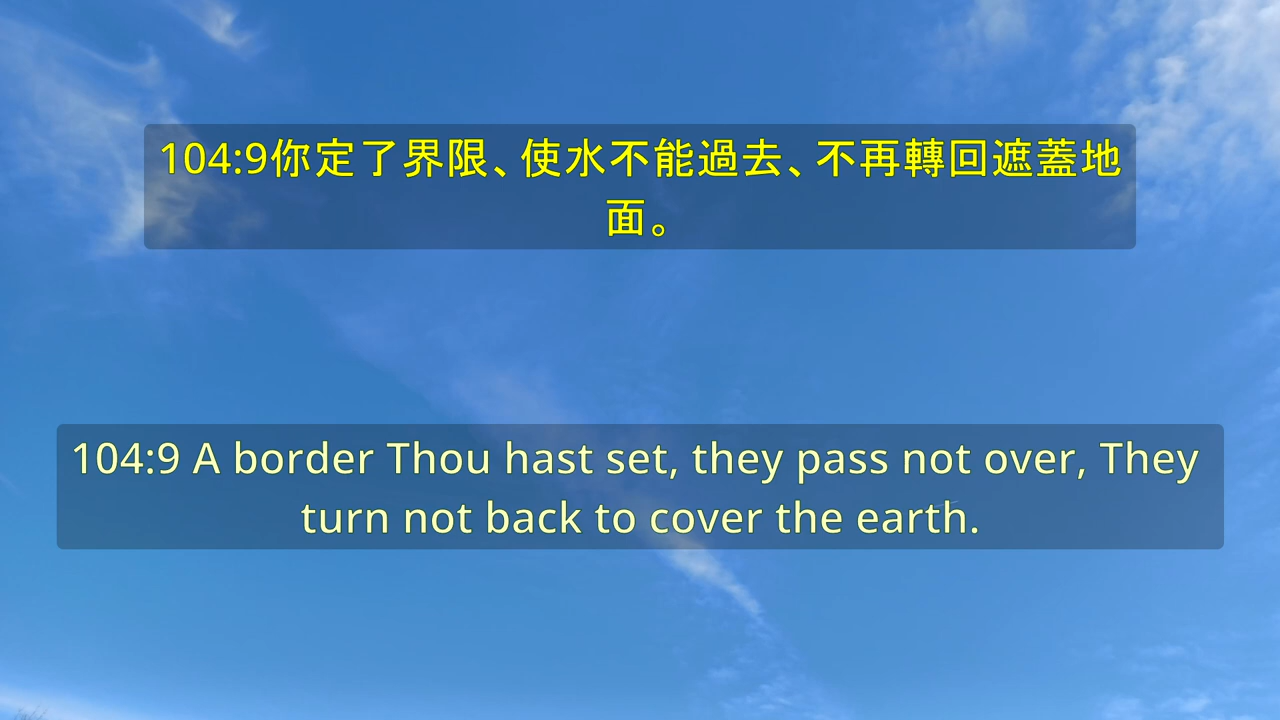 104:9你定了界限、使水不能過去、不再轉回遮蓋地
面。
104:9 A border Thou hast set, they pass not over, They
turn not back to cover the earth.